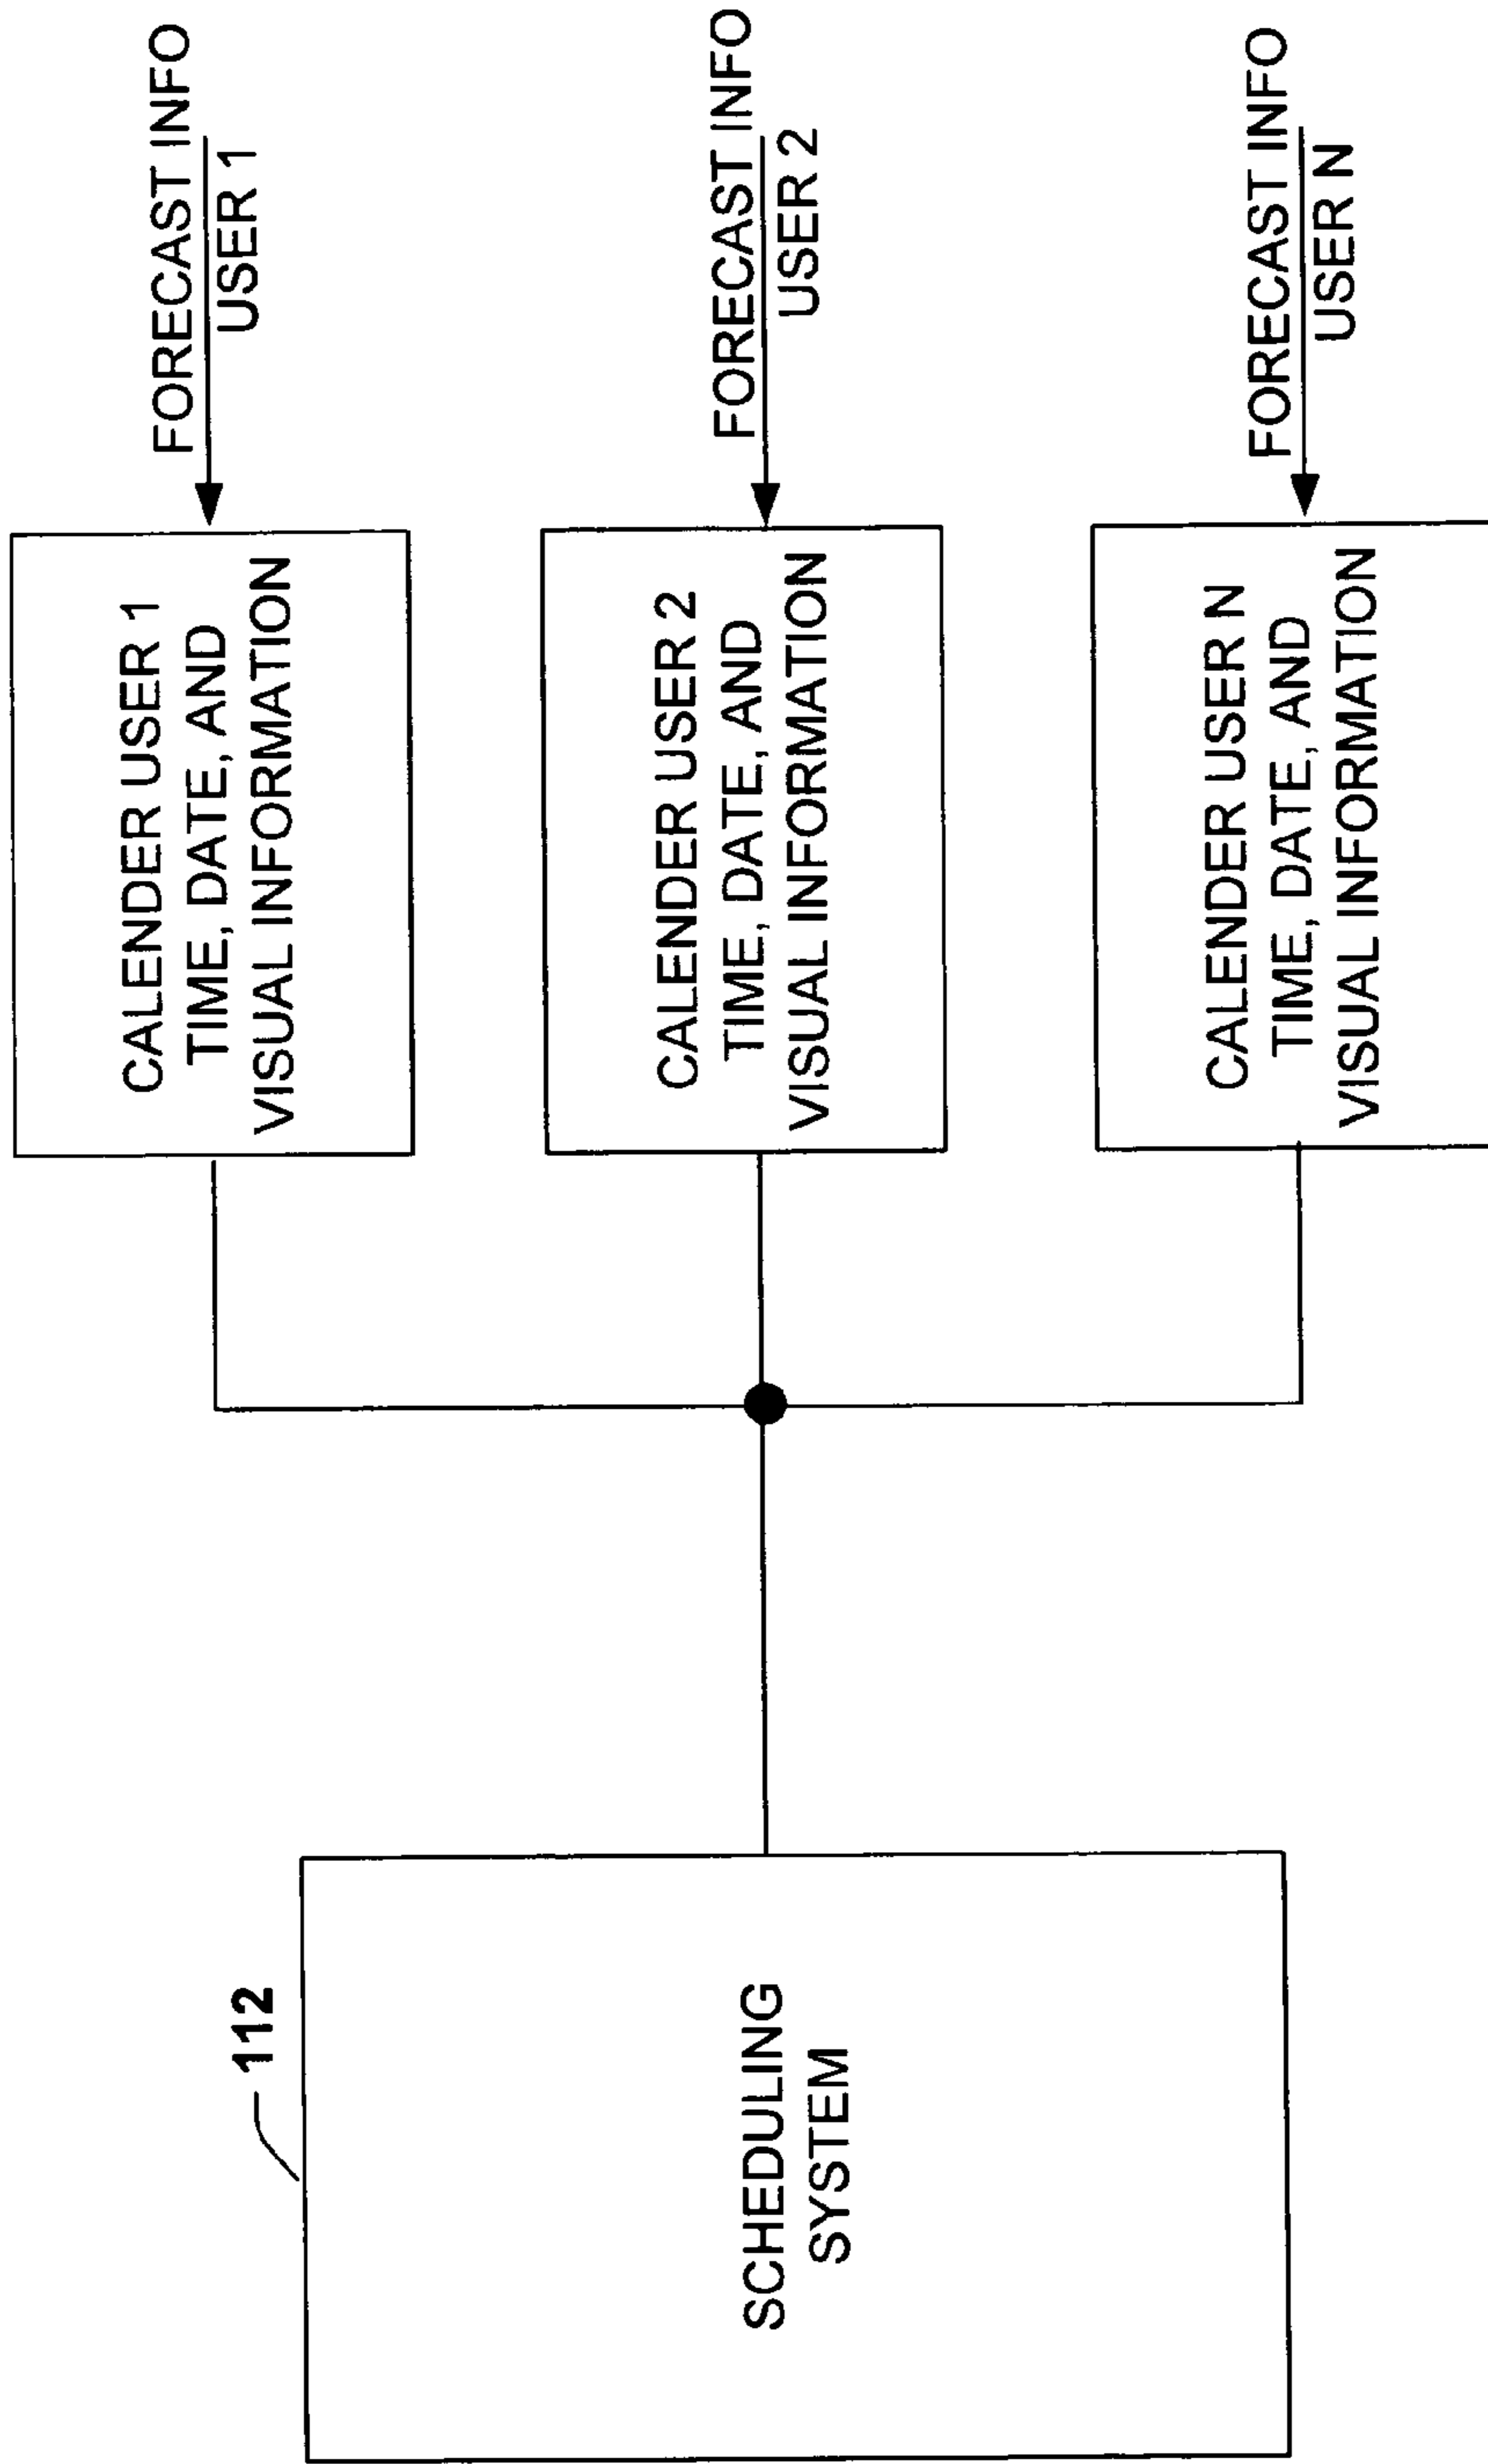 112
SCHEDULING
SYSTEM
CALENDER USER 1
TIME, DATE, AND
VISUAL INFORMATION
FORECAST INFO
USER 1
CALENDER USER 2
TIME, DATE, AND
VISUAL INFORMATION
FORECAST INFO
USER 2
CALENDER USER N
TIME, DATE, AND
VISUAL INFORMATION
FORECAST INFO
USER N